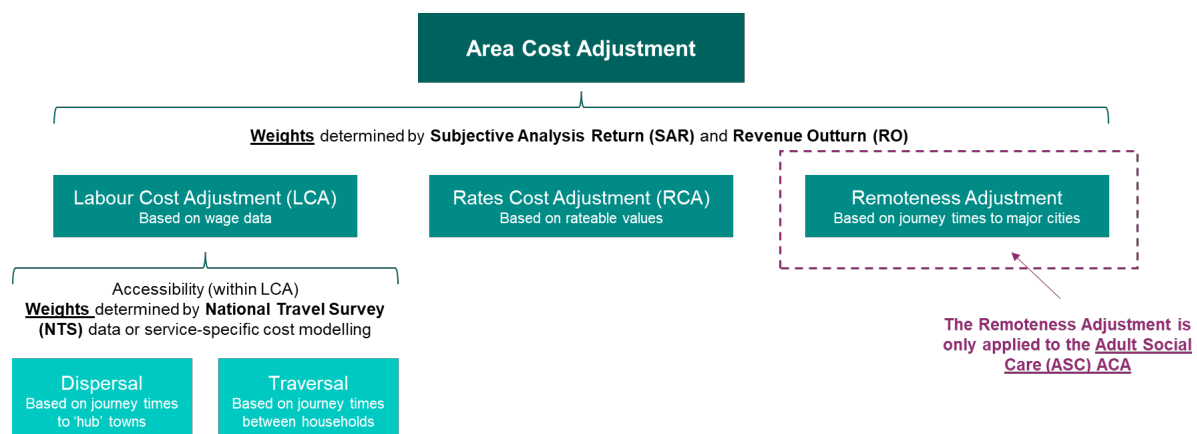 Area Cost Adjustment
Weights determined by Subjective Analysis Return (SAR) and Revenue Outturn (RO)
Labour Cost Adjustment (LCA)
Based on wage data
Rates Cost Adjustment (RCA)
Based on rateable values
Remoteness Adjustment
Based on journey times to major cities
Accessibility (within LCA)
Weights determined by National Travel Survey
(NTS) data or service-specific cost modelling
Dispersal
Based on journey times
to ‘hub’ towns
Traversal
Based on journey times
between households
The Remoteness Adjustment is
only applied to the Adult Social
Care (ASC) ACA